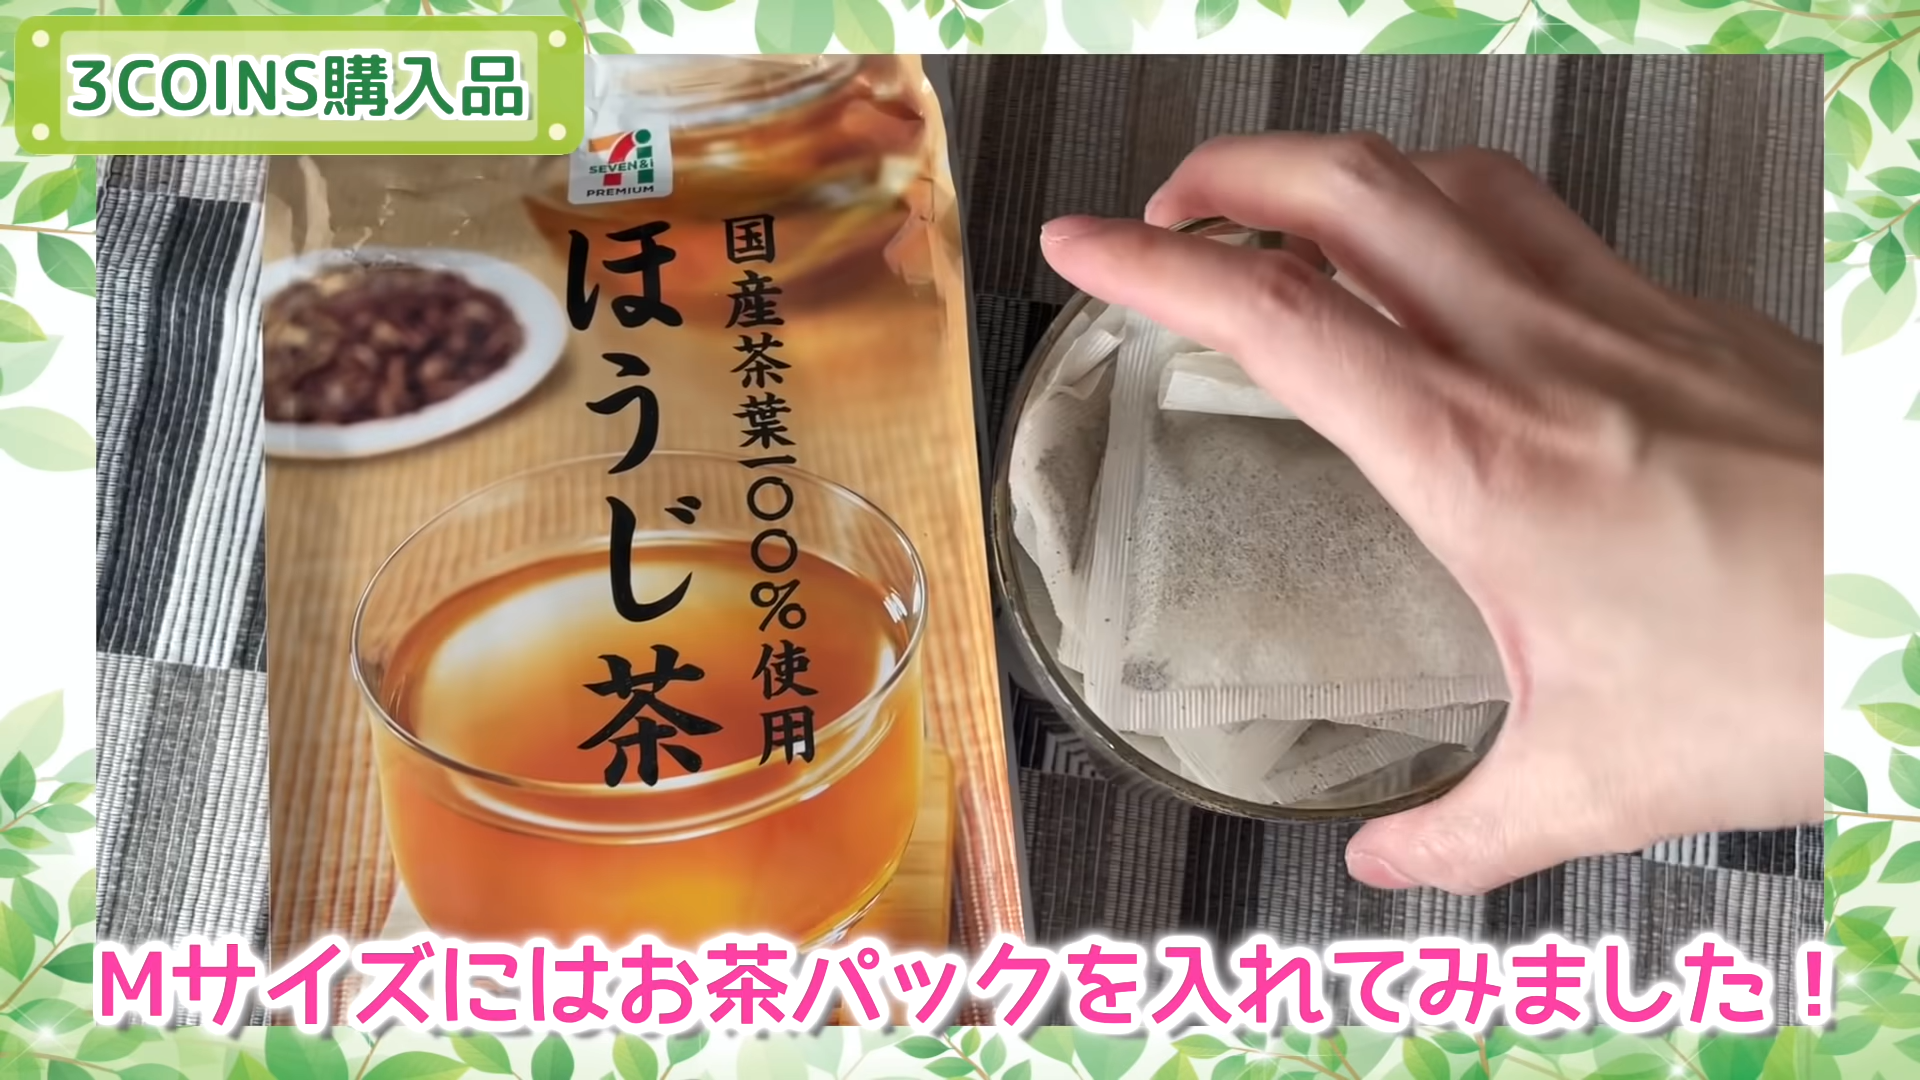 3COINS購入品
SEVEN&i
PREMIUM
国産茶葉一〇〇%使用
ほうじ茶
Mサイズにはお茶パックを入れてみました！